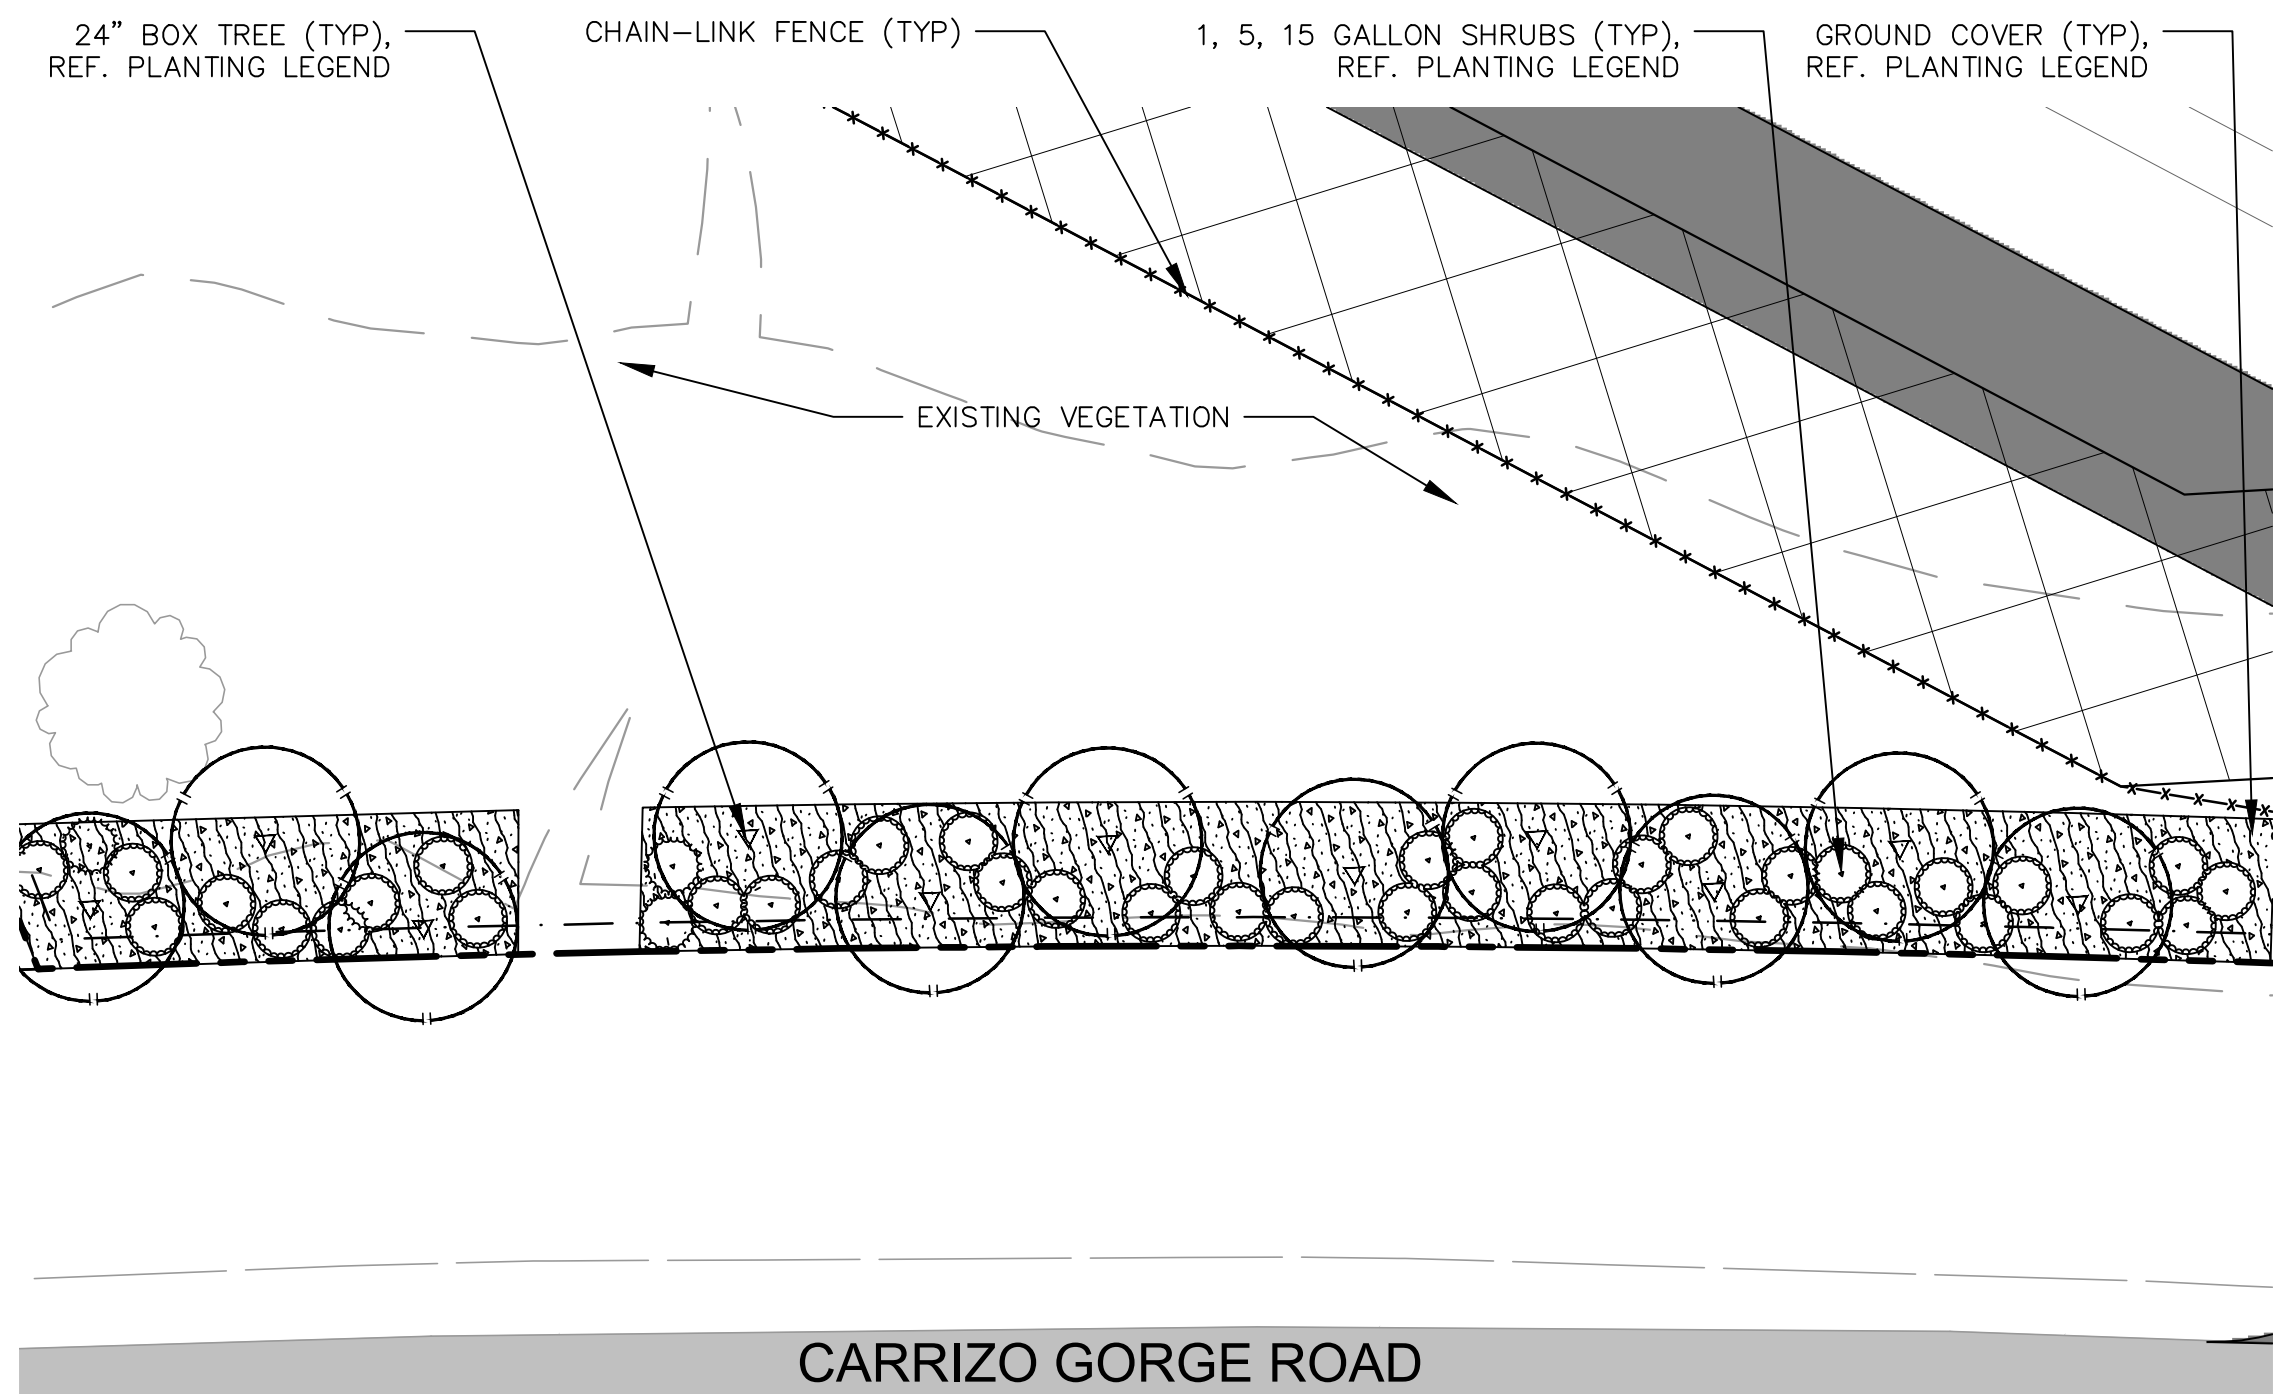 24” BOX TREE (TYP),
REF. PLANTING LEGEND
CHAIN-LINK FENCE (TYP)
1, 5, 15 GALLON SHRUBS (TYP),
REF. PLANTING LEGEND
GROUND COVER (TYP),
REF. PLANTING LEGEND
EXISTING VEGETATION
CARRIZO GORGE ROAD